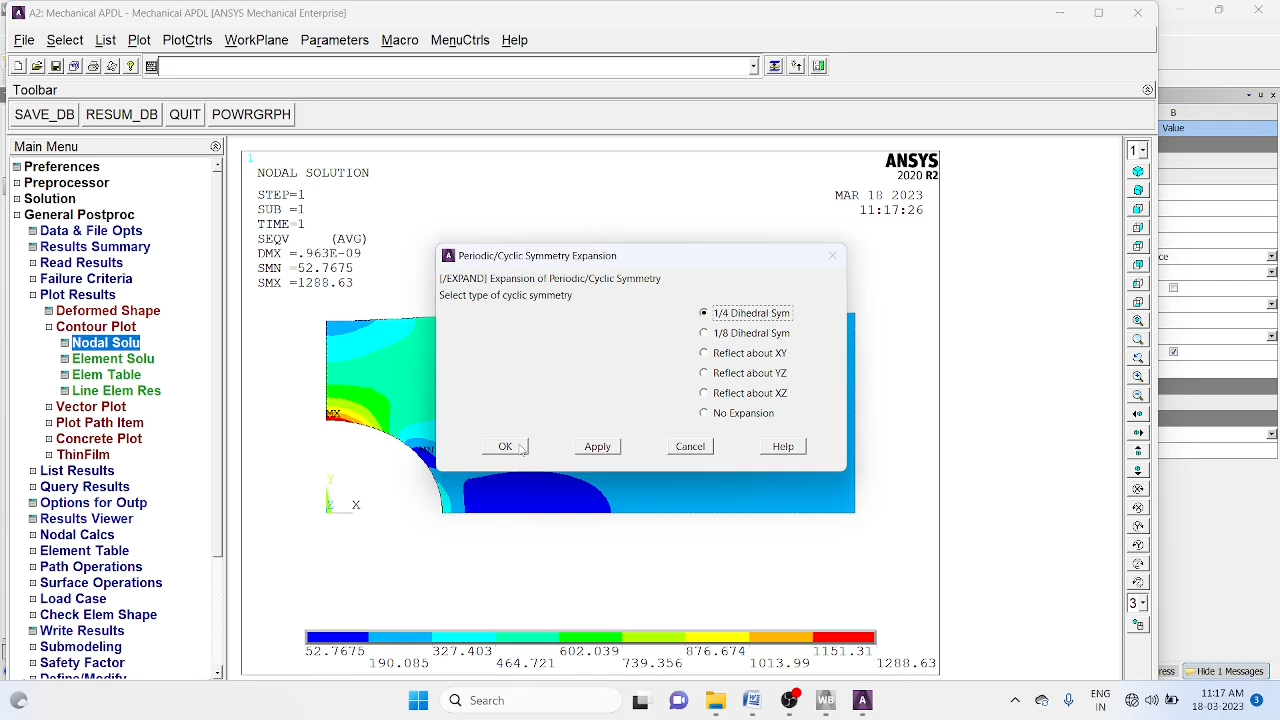 A2: Mechanical APDL - Mechanical APDL [ANSYS Mechanical Enterprise]
File Select List Plot PlotCtrls WorkPlane Parameters Macro MenuCtrls Help
Toolbar
SAVE_DB RESUM_DB QUIT POWRGRPH
Main Menu
Preferences
Preprocessor
Solution
General Postproc
Data & File Opts
Results Summary
Read Results
Failure Criteria
Plot Results
Deformed Shape
Contour Plot
Nodal Solu
Element Solu
Elem Table
Line Elem Res
Vector Plot
Plot Path Item
Concrete Plot
ThinFilm
List Results
Query Results
Options for Outp
Results Viewer
Nodal Calcs
Element Table
Path Operations
Surface Operations
Load Case
Check Elem Shape
Write Results
Submodeling
Safety Factor
Define/Modify
1
NODAL SOLUTION
STEP=1
SUB =1
TIME=1
SEQV (AVG)
DMX =.963E-09
SMN =52.7675
SMX =1288.63
ANSYS
2020 R2
MAR 18 2023
11:17:26
Periodic/Cyclic Symmetry Expansion
[/EXPAND] Expansion of Periodic/Cyclic Symmetry
Select type of cyclic symmetry
1/4 Dihedral Sym
1/8 Dihedral Sym
Reflect about XY
Reflect about YZ
Reflect about XZ
No Expansion
OK Apply Cancel Help
MX
MN
Y
Z X
52.7675 327.403 602.039 876.674 1151.31
190.085 464.721 739.356 1013.99 1288.63
1
3
B
Value
ce
ress Hide 1 Messages
Search
ENG
IN
11:17 AM
18-03-2023
3